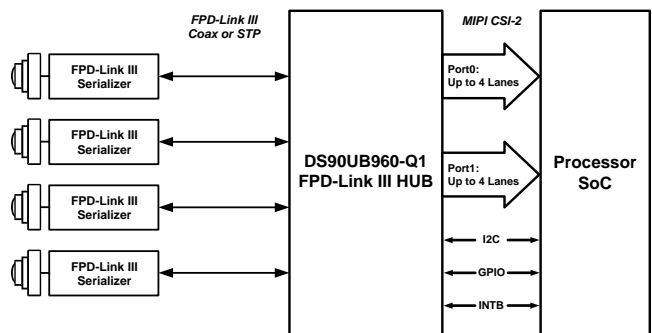 FPD-Link III
Coax or STP
MIPI CSI-2
FPD-Link III
Serializer
FPD-Link III
Serializer
FPD-Link III
Serializer
FPD-Link III
Serializer
DS90UB960-Q1
FPD-Link III HUB
Port0:
Up to 4 Lanes
Port1:
Up to 4 Lanes
I2C
GPIO
INTB
Processor
SoC